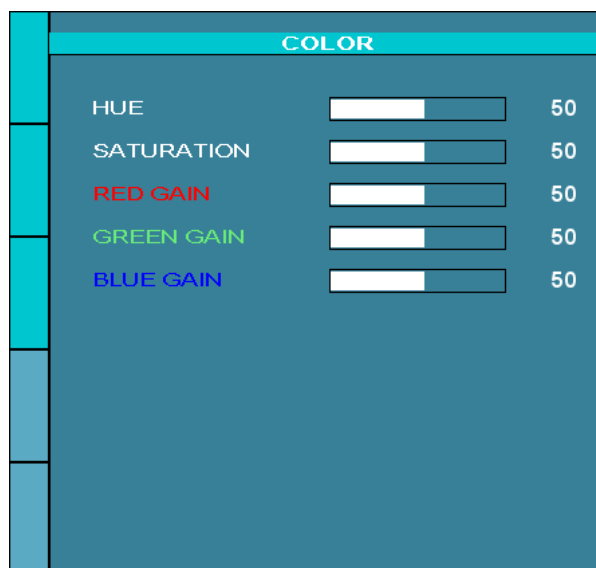 COLOR
HUE 50
SATURATION 50
RED GAIN 50
GREEN GAIN 50
BLUE GAIN 50